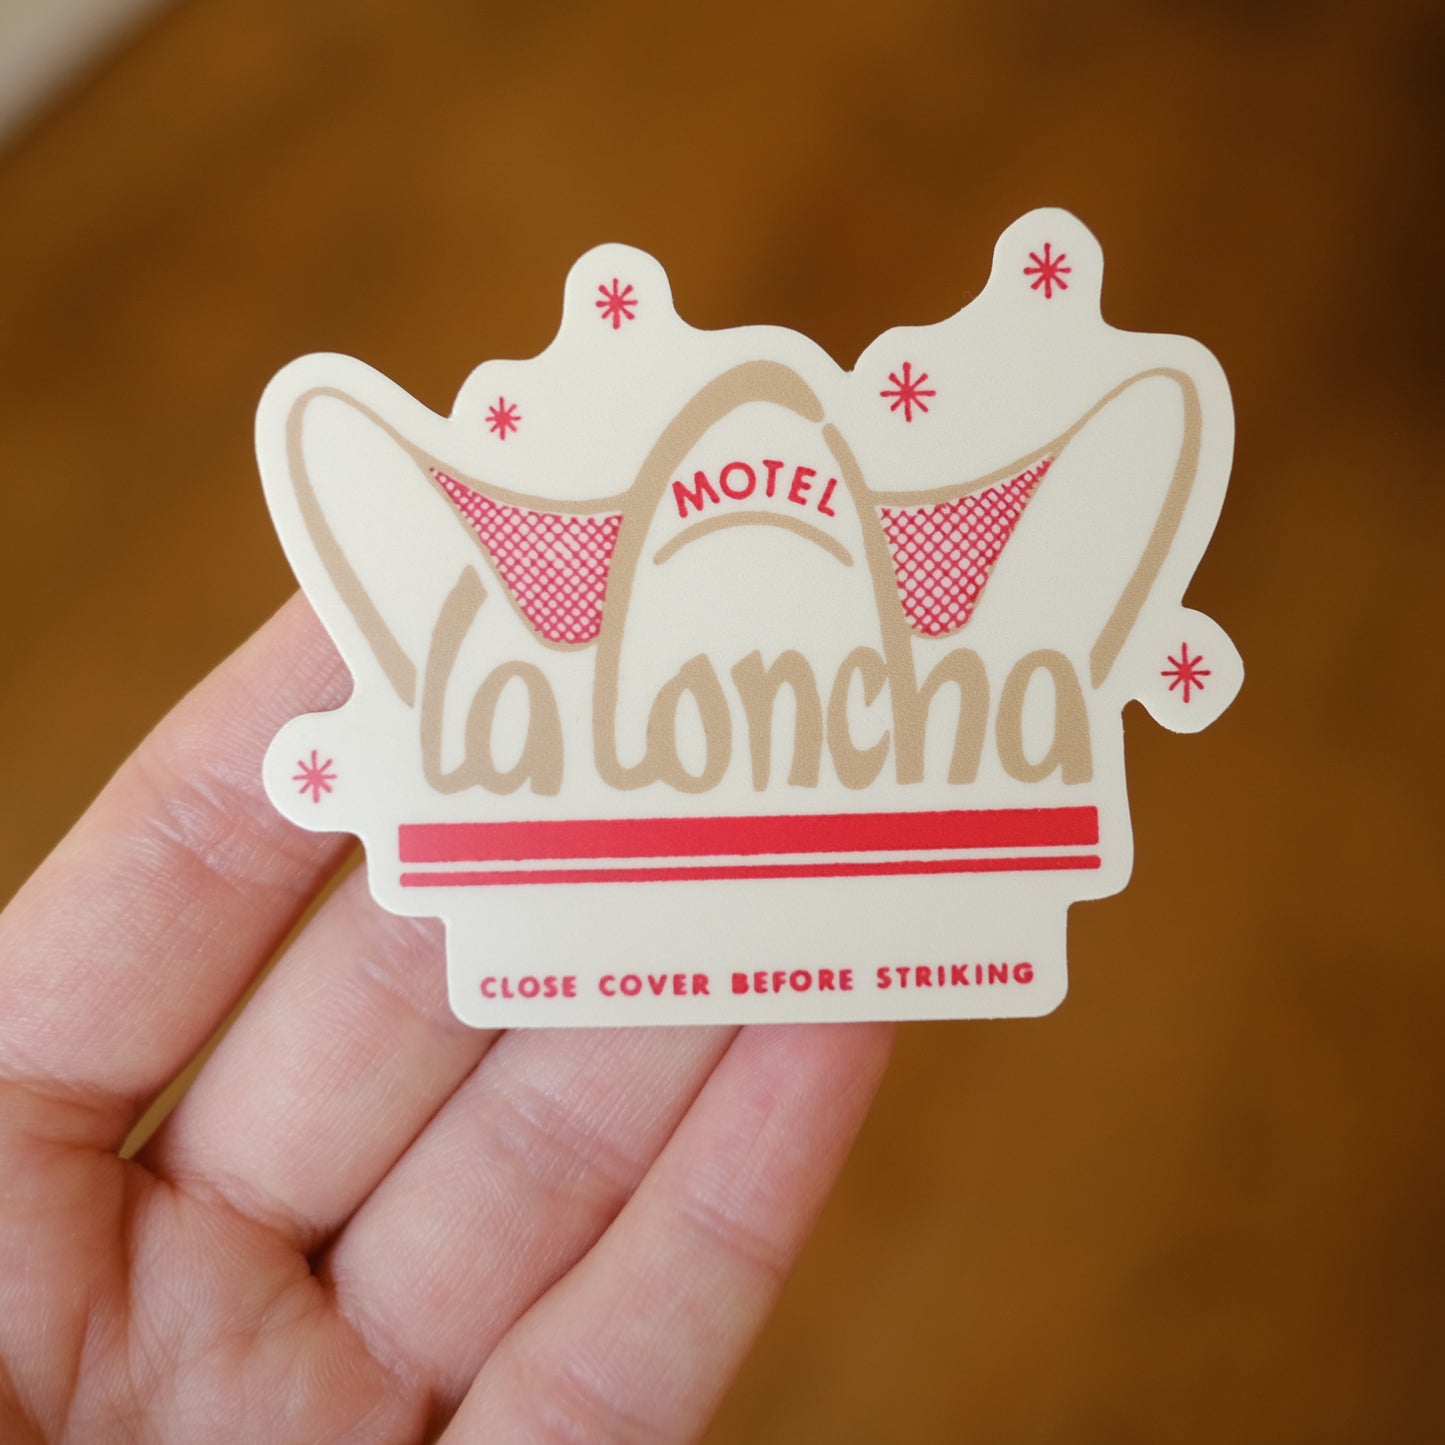 MOTEL
la Concha
CLOSE COVER BEFORE STRIKING